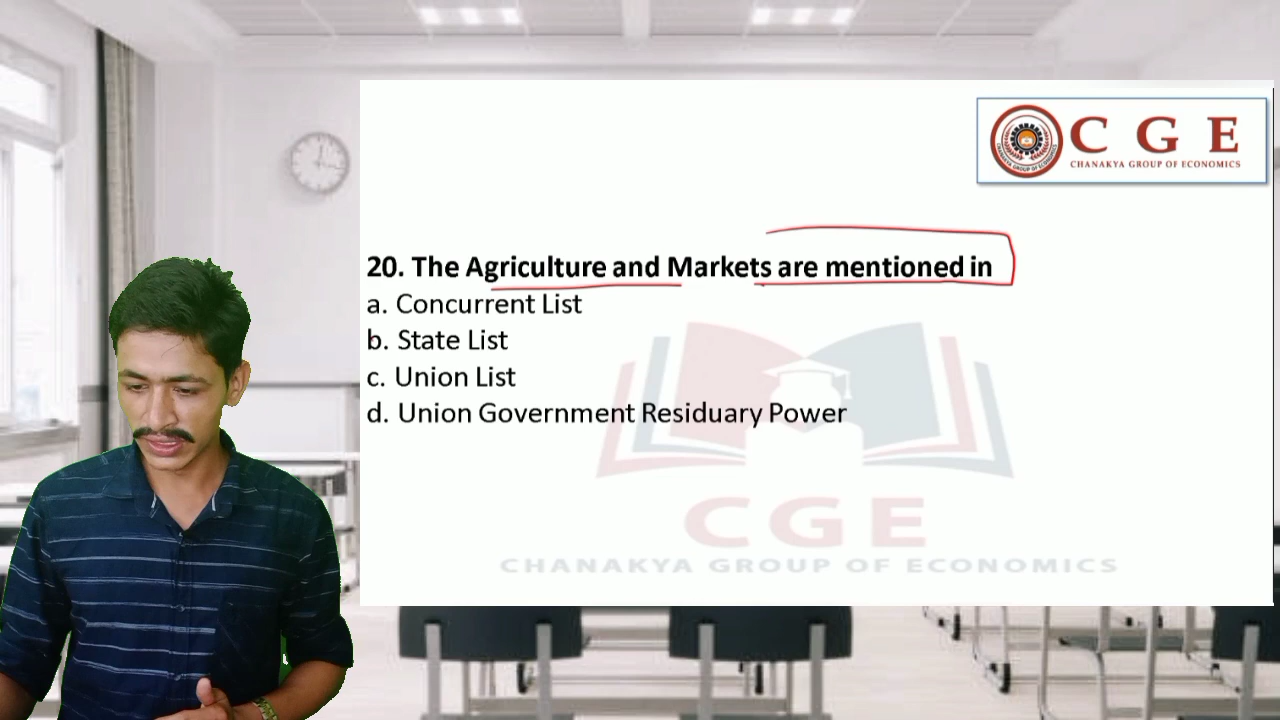 C G E
CHANAKYA GROUP OF ECONOMICS
20. The Agriculture and Markets are mentioned in
a. Concurrent List
b. State List
c. Union List
d. Union Government Residuary Power
CGE
CHANAKYA GROUP OF ECONOMICS